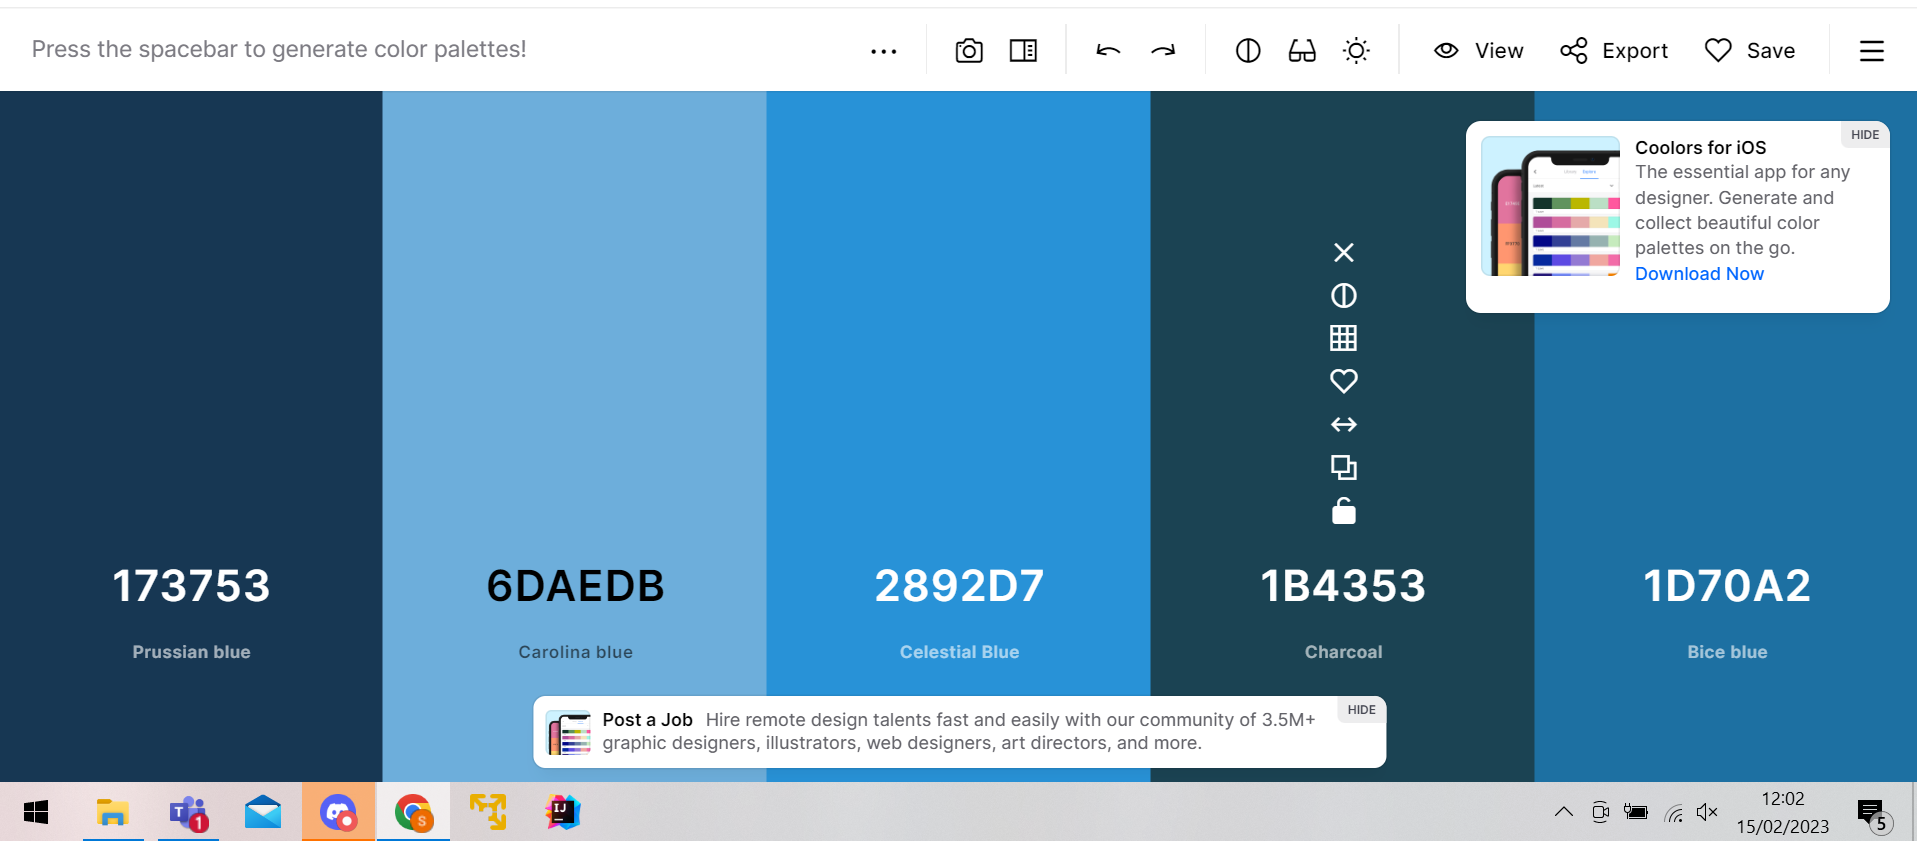 Press the spacebar to generate color palettes!
View
Export
Save
HIDE
Coolors for iOS
The essential app for any
designer. Generate and
collect beautiful color
palettes on the go.
Download Now
173753
Prussian blue
6DAEDB
Carolina blue
2892D7
Celestial Blue
1B4353
Charcoal
1D70A2
Bice blue
HIDE
Post a Job Hire remote design talents fast and easily with our community of 3.5M+
graphic designers, illustrators, web designers, art directors, and more.
T
1
S
IJ
12:02
15/02/2023
5